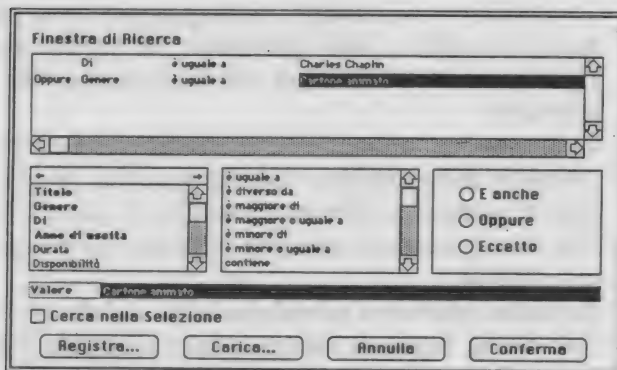 Finestra di Ricerca
Di è uguale a Charles Chaplin
Oppure Genere è uguale a Cartone animato
Titolo
Genere
Di
Anno di uscita
Durata
Disponibilità
è uguale a
è diverso da
è maggiore di
è maggiore o uguale a
è minore di
è minore o uguale a
contiene
E anche
Oppure
Eccetto
Valore Cartone animato
Cerca nella Selezione
Registra... Carica... Annulla Conferma